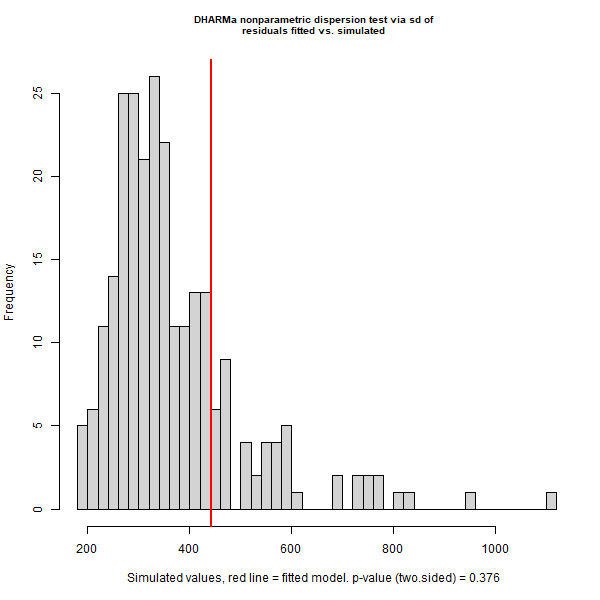 DHARMa nonparametric dispersion test via sd of
residuals fitted vs. simulated
Frequency
25
20
15
10
5
0
200 400 600 800 1000
Simulated values, red line = fitted model. p-value (two.sided) = 0.376